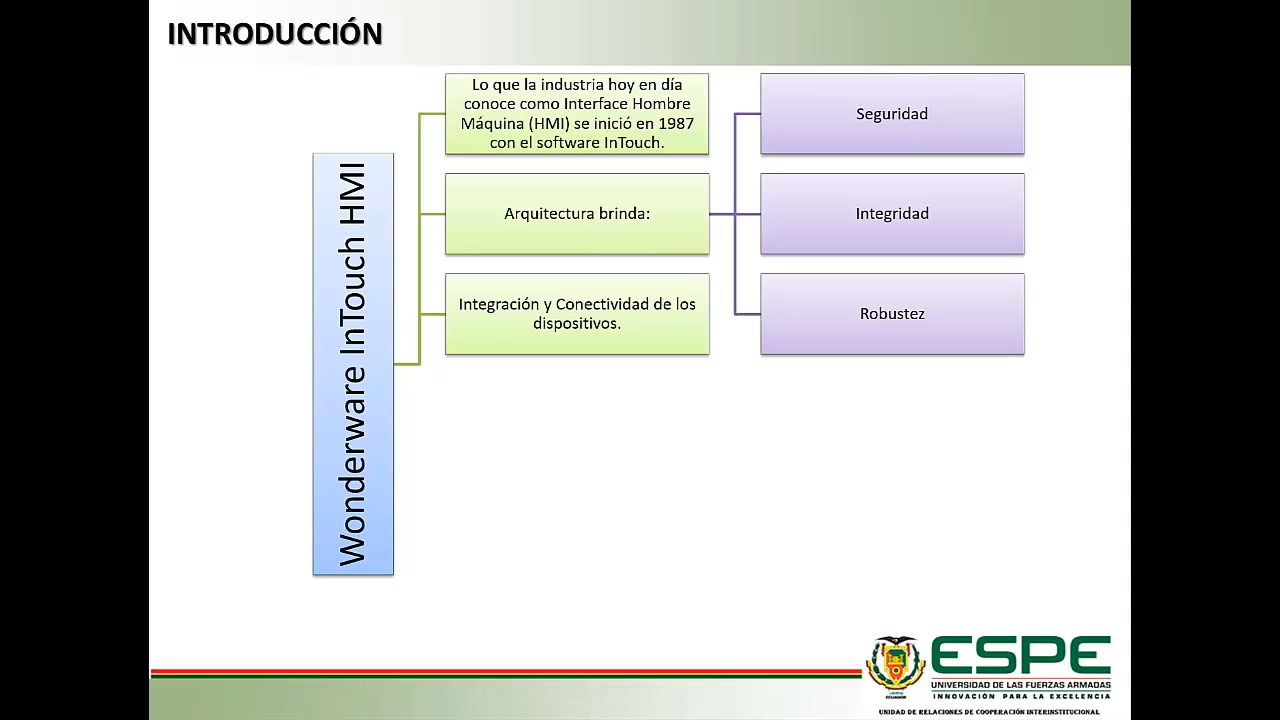 INTRODUCCIÓN
Wonderware InTouch HMI
Lo que la industria hoy en día
conoce como Interface Hombre
Máquina (HMI) se inició en 1987
con el software InTouch.
Arquitectura brinda:
Seguridad
Integridad
Robustez
Integración y Conectividad de los
dispositivos.
ESPE
UNIVERSIDAD DE LAS FUERZAS ARMADAS
INNOVACIÓN PARA LA EXCELENCIA
UNIDAD DE RELACIONES DE COOPERACIÓN INTERINSTITUCIONAL